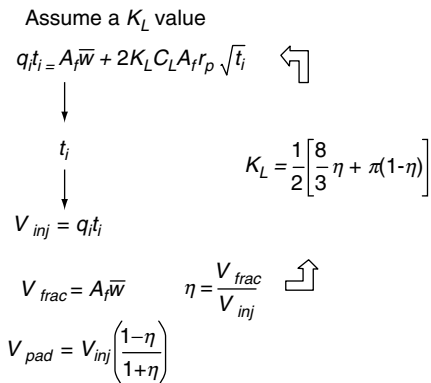 Assume a K_L value
q_i t_i = A_f w̅ + 2K_L C_L A_f r_p √t_i
t_i
K_L = 1/2 [8/3 η + π(1-η)]
V_inj = q_i t_i
V_frac = A_f w̅
η = V_frac / V_inj
V_pad = V_inj ((1−η)/(1+η))